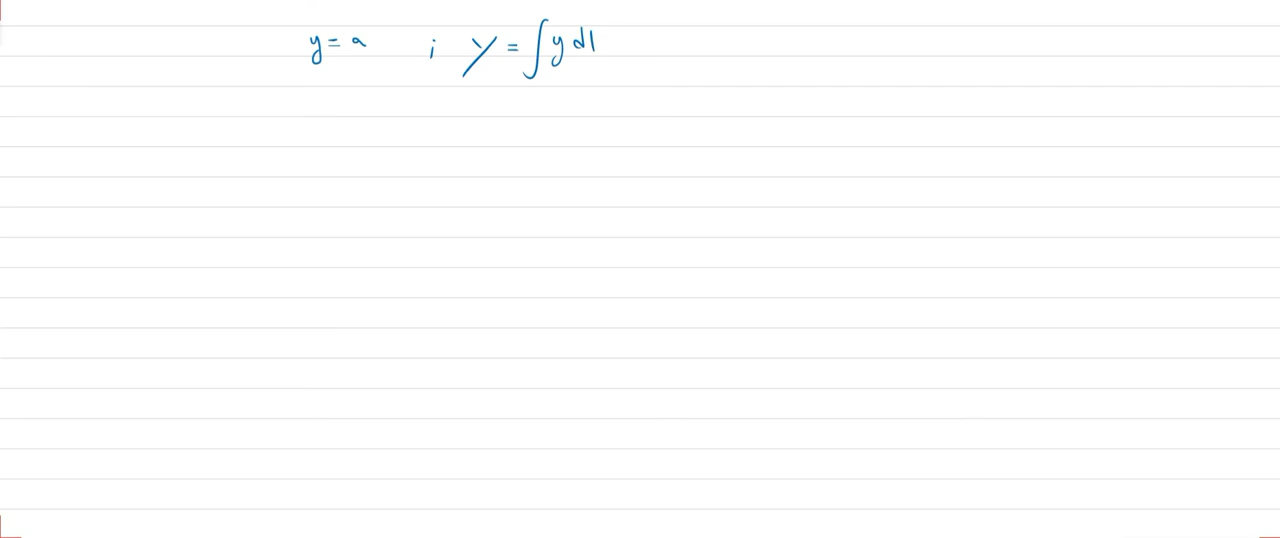 y = a ; Y = ∫ y dl